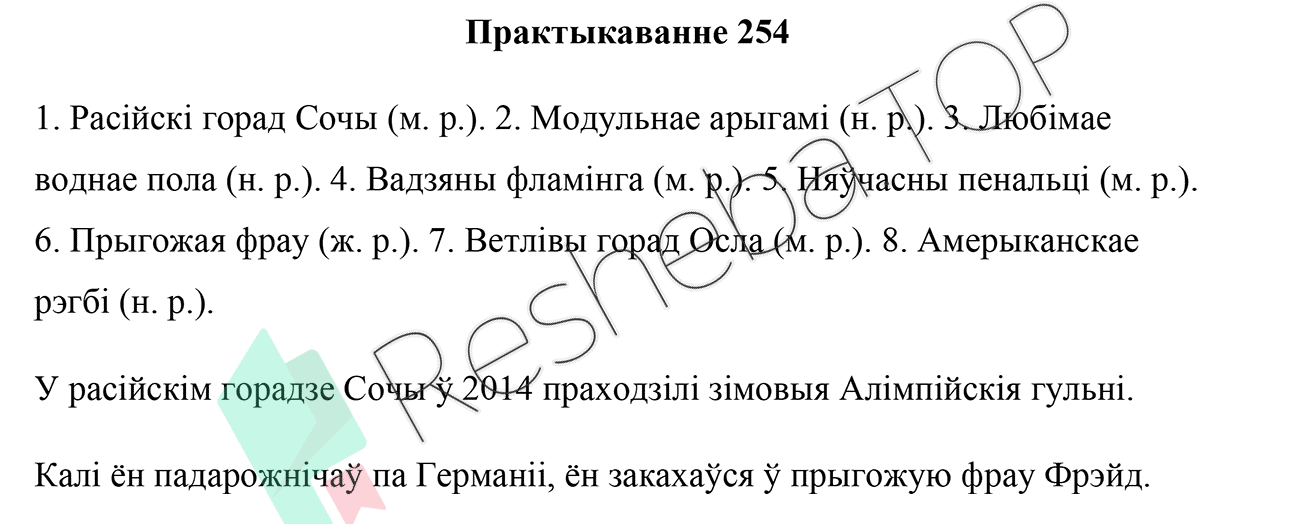 Практыкаванне 254
1. Расійскі горад Сочы (м. р.). 2. Модульнае арыгамі (н. р.). 3. Любімае
воднае пола (н. р.). 4. Вадзяны фламінга (м. р.). 5. Няўчасны пенальці (м. р.).
6. Прыгожая фрау (ж. р.). 7. Ветлівы горад Осла (м. р.). 8. Амерыканскае
рэгбі (н. р.).
У расійскім горадзе Сочы ў 2014 праходзілі зімовыя Алімпійскія гульні.
Калі ён падарожнічаў па Германіі, ён закахаўся ў прыгожую фрау Фрэйд.
Resheba TOP